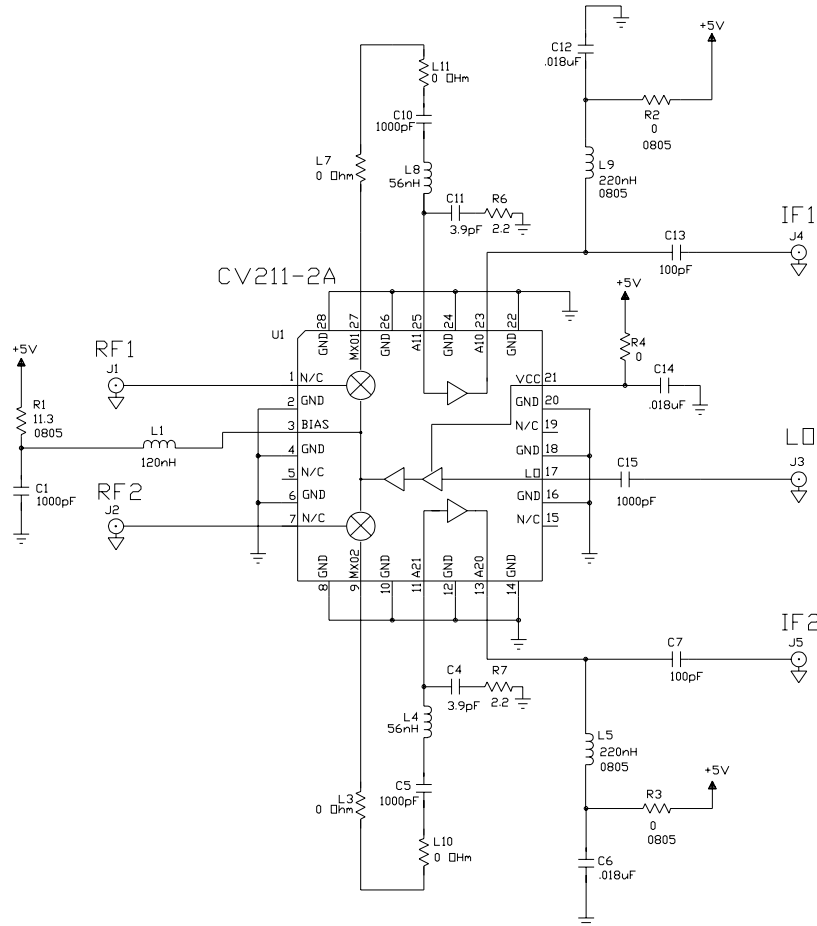 +5V
C12
.018uF
R2
0
0805
L11
0 OHm
C10
1000pF
L7
0 Ohm
L8
56nH
L9
220nH
0805
C11
3.9pF
R6
2.2
C13
100pF
IF1
J4
CV211-2A
+5V
R4
0
C14
.018uF
U1
GND 28
MXO1 27
GND 26
A11 25
GND 24
A10 23
GND 22
+5V
R1
11.3
0805
RF1
J1
1 N/C
2 GND
3 BIAS
4 GND
5 N/C
6 GND
7 N/C
VCC 21
GND 20
N/C 19
GND 18
LO 17
GND 16
N/C 15
L1
120nH
C1
1000pF
RF2
J2
C15
1000pF
LO
J3
8 GND
9 MXO2
10 GND
11 A21
12 GND
13 A20
14 GND
IF2
J5
C7
100pF
C4
3.9pF
R7
2.2
L4
56nH
L5
220nH
0805
+5V
R3
0
0805
C5
1000pF
L3
0 Ohm
L10
0 OHm
C6
.018uF